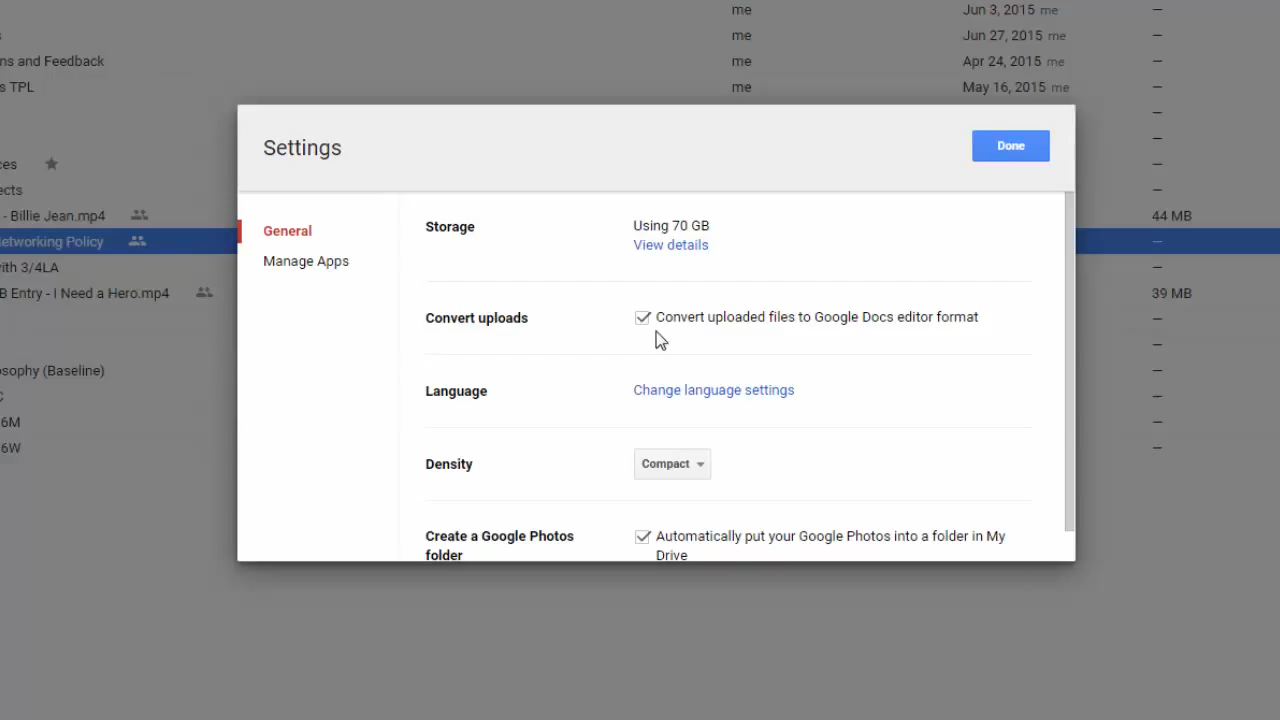 me Jun 3, 2015 me –
s me Jun 27, 2015 me –
ns and Feedback me Apr 24, 2015 me –
s TPL me May 16, 2015 me –
–
Settings Done
–
ces –
ects –
- Billie Jean.mp4 44 MB
General Storage Using 70 GB
View details
etworking Policy –
Manage Apps
ith 3/4LA –
B Entry - I Need a Hero.mp4 39 MB
Convert uploads Convert uploaded files to Google Docs editor format
–
–
osophy (Baseline) –
Language Change language settings
C –
6M –
6W –
Density Compact
Create a Google Photos folder Automatically put your Google Photos into a folder in My
Drive